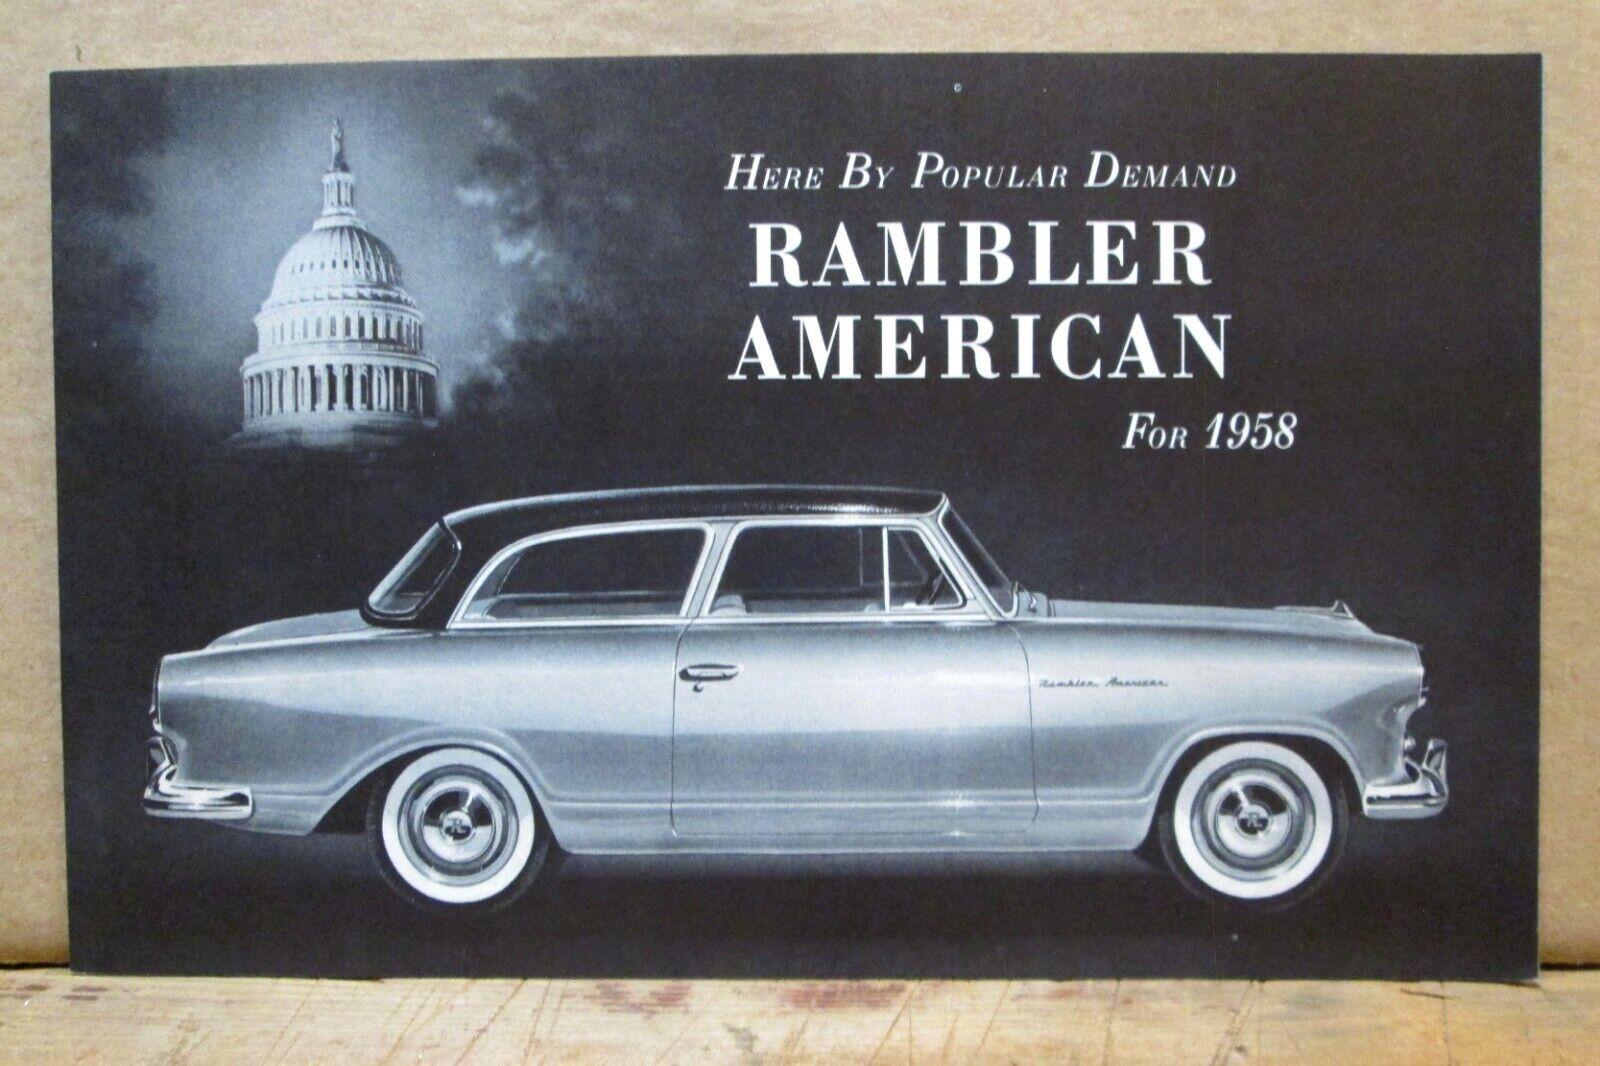 HERE BY POPULAR DEMAND
RAMBLER
AMERICAN
FOR 1958
Rambler American
R
R